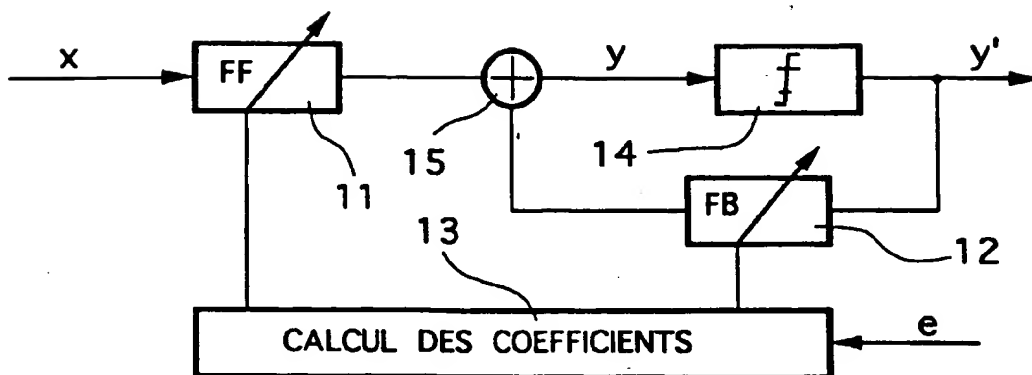 x
FF
y
y'
15
14
11
FB
13
12
CALCUL DES COEFFICIENTS
e